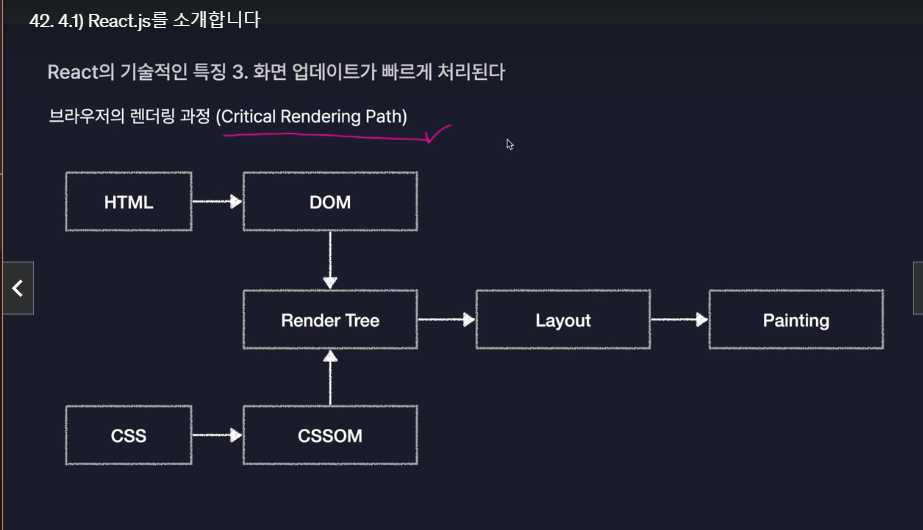 42. 4.1) React.js를 소개합니다
React의 기술적인 특징 3. 화면 업데이트가 빠르게 처리된다
브라우저의 렌더링 과정 (Critical Rendering Path)
HTML
DOM
Render Tree
Layout
Painting
CSS
CSSOM